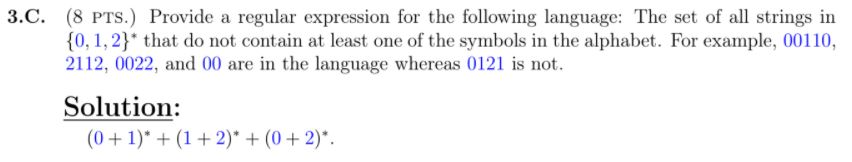 3.C. (8 PTS.) Provide a regular expression for the following language: The set of all strings in
{0, 1, 2}* that do not contain at least one of the symbols in the alphabet. For example, 00110,
2112, 0022, and 00 are in the language whereas 0121 is not.
Solution:
(0 + 1)* + (1 + 2)* + (0 + 2)*.